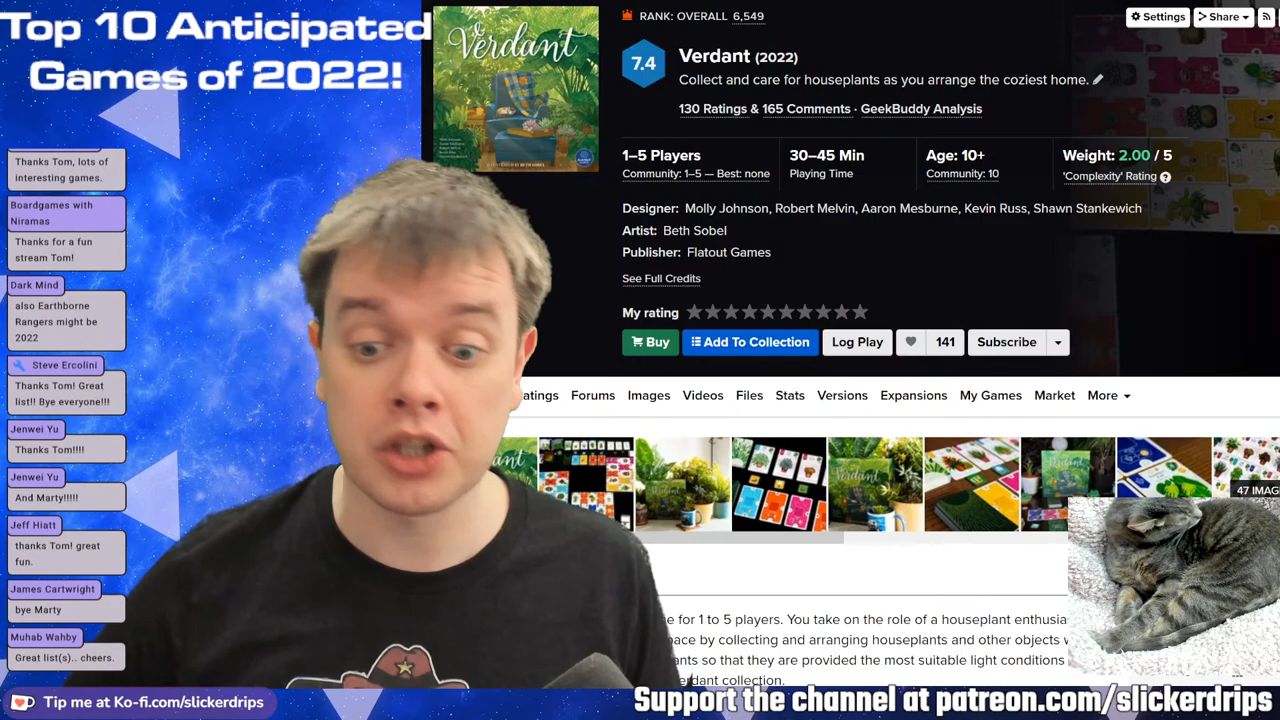 Top 10 Anticipated
Games of 2022!
Thanks Tom, lots of
interesting games.
Boardgames with
Niramas
Thanks for a fun
stream Tom!
Dark Mind
also Earthborne
Rangers might be
2022
Steve Ercolini
Thanks Tom! Great
list!! Bye everyone!!!
Jenwei Yu
Thanks Tom!!!!
Jenwei Yu
And Marty!!!!!
Jeff Hiatt
thanks Tom! great
fun.
James Cartwright
bye Marty
Muhab Wahby
Great list(s).. cheers.
Tip me at Ko-fi.com/slickerdrips
Verdant
RANK: OVERALL 6,549
Settings
Share
7.4
Verdant (2022)
Collect and care for houseplants as you arrange the coziest home.
130 Ratings & 165 Comments · GeekBuddy Analysis
1–5 Players
Community: 1–5 — Best: none
30–45 Min
Playing Time
Age: 10+
Community: 10
Weight: 2.00 / 5
'Complexity' Rating ?
Designer: Molly Johnson, Robert Melvin, Aaron Mesburne, Kevin Russ, Shawn Stankewich
Artist: Beth Sobel
Publisher: Flatout Games
See Full Credits
My rating
Buy
Add To Collection
Log Play
141
Subscribe
atings Forums Images Videos Files Stats Versions Expansions My Games Market More
Verdant
Verdant
Verdant
47 IMAG
e for 1 to 5 players. You take on the role of a houseplant enthusia
pace by collecting and arranging houseplants and other objects w
ants so that they are provided the most suitable light conditions
erdant collection.
Support the channel at patreon.com/slickerdrips